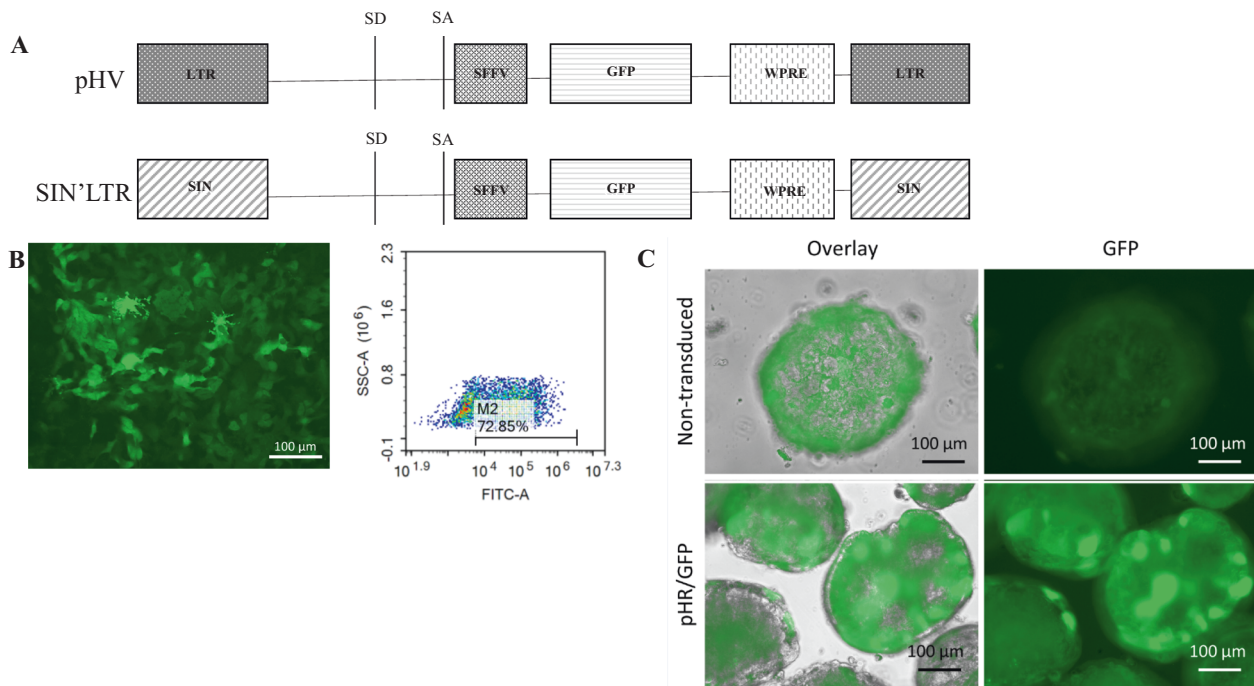 A
SD
SA
pHV
LTR
SFFV
GFP
WPRE
LTR
SD
SA
SIN'LTR
SIN
SFFV
GFP
WPRE
SIN
B
100 µm
2.3
1.6
0.8
-0.1
SSC-A (10 6)
M2
72.85%
10 1.9
10 4
10 5
10 6
10 7.3
FITC-A
C
Overlay
GFP
Non-transduced
100 µm
100 µm
pHR/GFP
100 µm
100 µm